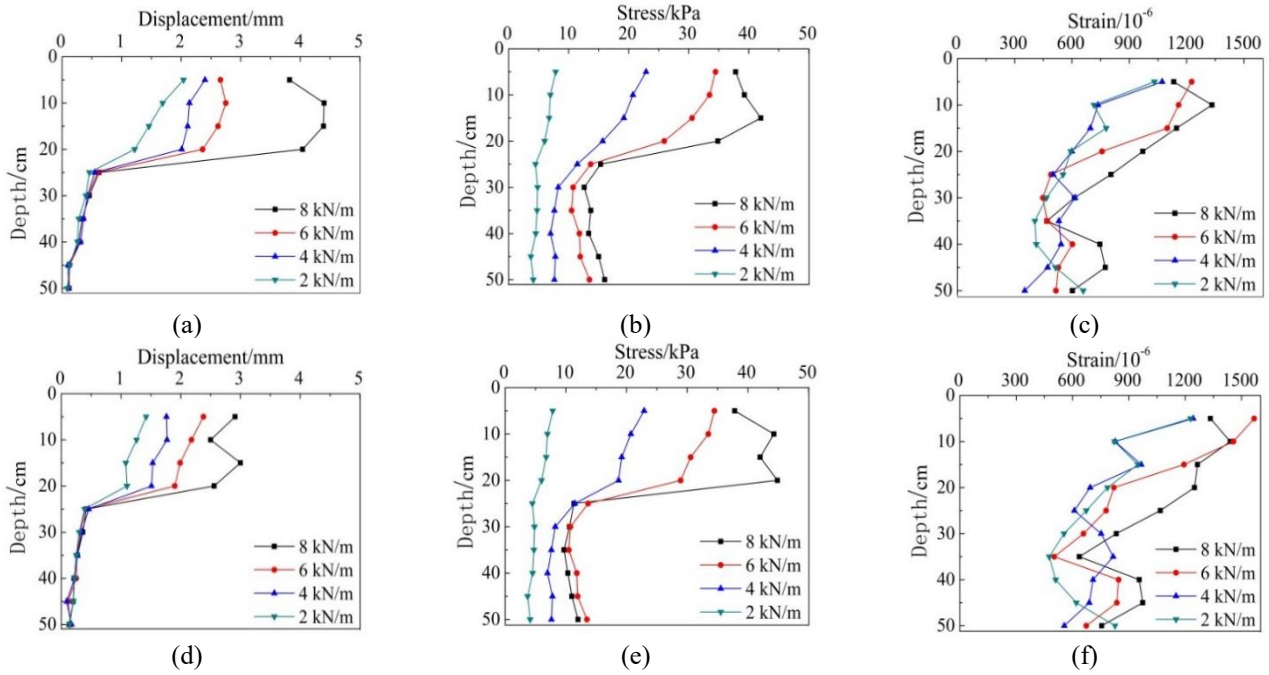 Displacement/mm
0 1 2 3 4 5
0
10
20
30
40
50
Depth/cm
8 kN/m
6 kN/m
4 kN/m
2 kN/m
(a)
Stress/kPa
0 10 20 30 40 50
0
10
20
30
40
50
Depth/cm
8 kN/m
6 kN/m
4 kN/m
2 kN/m
(b)
Strain/10-6
0 300 600 900 1200 1500
0
10
20
30
40
50
Depth/cm
8 kN/m
6 kN/m
4 kN/m
2 kN/m
(c)
Displacement/mm
0 1 2 3 4 5
0
10
20
30
40
50
Depth/cm
8 kN/m
6 kN/m
4 kN/m
2 kN/m
(d)
Stress/kPa
0 10 20 30 40 50
0
10
20
30
40
50
Depth/cm
8 kN/m
6 kN/m
4 kN/m
2 kN/m
(e)
Strain/10-6
0 300 600 900 1200 1500
0
10
20
30
40
50
Depth/cm
8 kN/m
6 kN/m
4 kN/m
2 kN/m
(f)